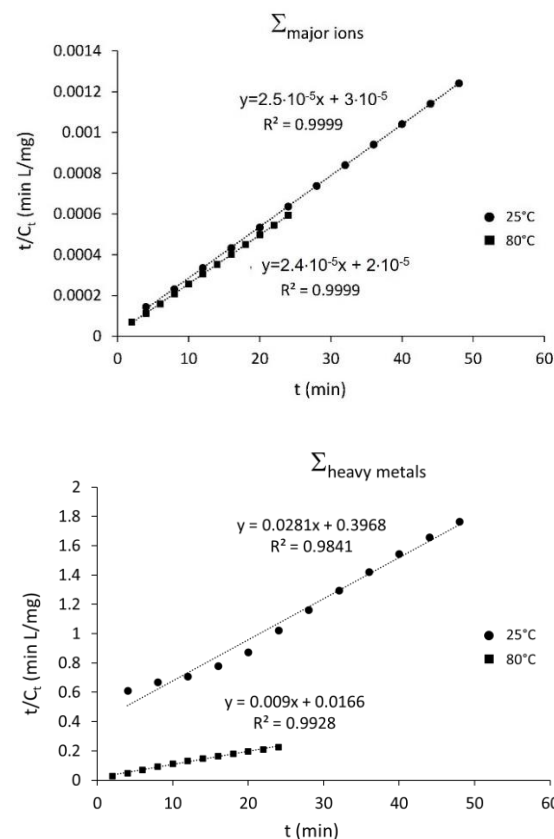 Σmajor ions
0.0014
0.0012
0.001
0.0008
0.0006
0.0004
0.0002
0
t/Ct (min L/mg)
y=2.5·10-5x + 3·10-5
R² = 0.9999
25°C
80°C
y=2.4·10-5x + 2·10-5
R² = 0.9999
0 10 20 30 40 50 60
t (min)
Σheavy metals
2
1.8
1.6
1.4
1.2
1
0.8
0.6
0.4
0.2
0
t/Ct (min L/mg)
y = 0.0281x + 0.3968
R² = 0.9841
25°C
80°C
y = 0.009x + 0.0166
R² = 0.9928
0 10 20 30 40 50 60
t (min)